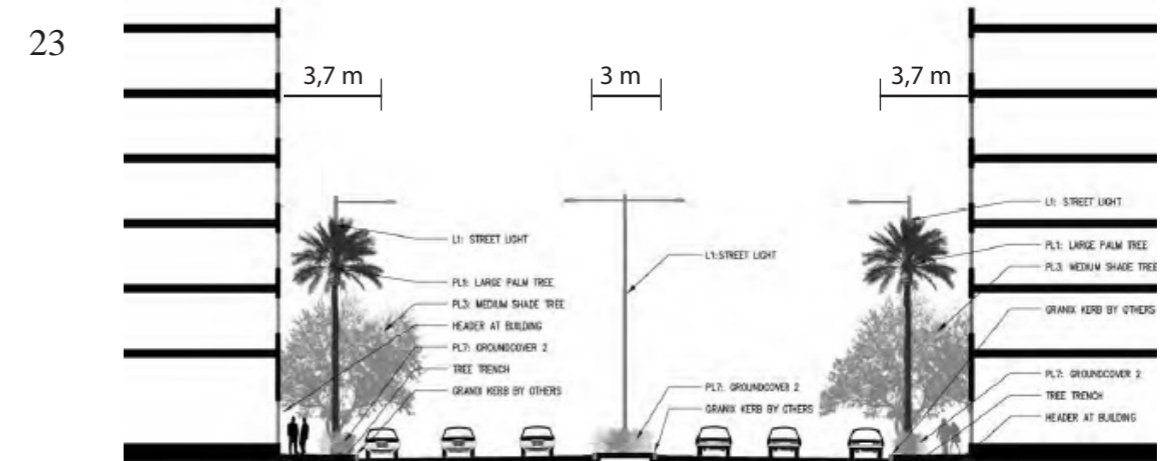 23
3,7 m
3 m
3,7 m
L1: STREET LIGHT
PL1: LARGE PALM TREE
PL3: MEDIUM SHADE TREE
HEADER AT BUILDING
PL7: GROUNDCOVER 2
TREE TRENCH
GRANIX KERB BY OTHERS
L1:STREET LIGHT
PL7: GROUNDCOVER 2
GRANIX KERB BY OTHERS
L1: STREET LIGHT
PL1: LARGE PALM TREE
PL3: MEDIUM SHADE TREE
GRANIX KERB BY OTHERS
PL7: GROUNDCOVER 2
TREE TRENCH
HEADER AT BUILDING